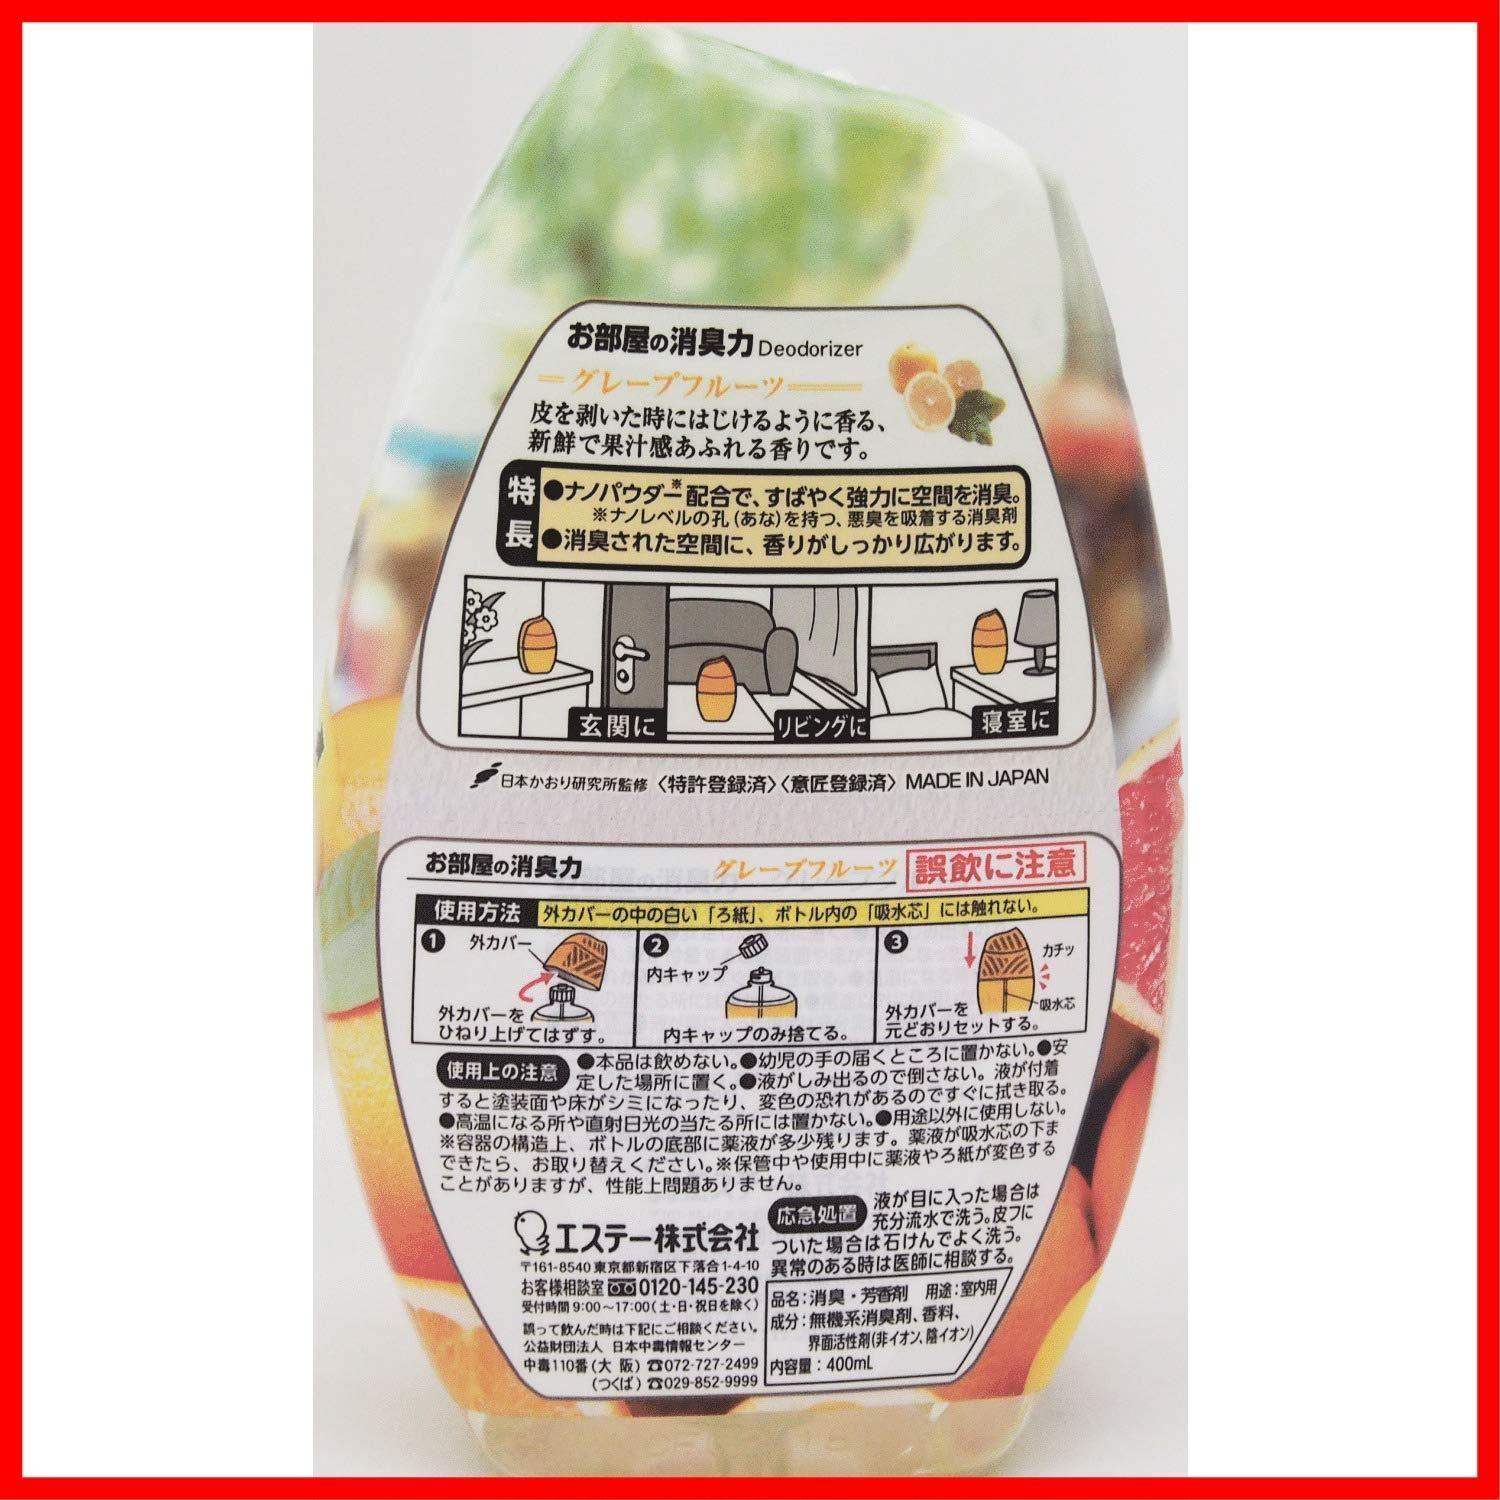 お部屋の消臭力 Deodorizer
グレープフルーツ
皮を剥いた時にはじけるように香る、
新鮮で果汁感あふれる香りです。
特長
●ナノパウダー※配合で、すばやく強力に空間を消臭。
※ナノレベルの孔(あな)を持つ、悪臭を吸着する消臭剤
●消臭された空間に、香りがしっかり広がります。
玄関に
リビングに
寝室に
日本かおり研究所監修〈特許登録済〉〈意匠登録済〉MADE IN JAPAN
お部屋の消臭力 グレープフルーツ 誤飲に注意
使用方法 外カバーの中の白い「ろ紙」、ボトル内の「吸水芯」には触れない。
1 外カバー
外カバーを
ひねり上げてはずす。
2
内キャップ
内キャップのみ捨てる。
3
カチッ
吸水芯
外カバーを
元どおりセットする。
使用上の注意 ●本品は飲めない。●幼児の手の届くところに置かない。●安
定した場所に置く。●液がしみ出るので倒さない。液が付着
すると塗装面や床がシミになったり、変色の恐れがあるのですぐに拭き取る。
●高温になる所や直射日光の当たる所には置かない。●用途以外に使用しない。
※容器の構造上、ボトルの底部に薬液が多少残ります。薬液が吸水芯の下ま
できたら、お取り替えください。※保管中や使用中に薬液やろ紙が変色する
ことがありますが、性能上問題ありません。
応急処置 液が目に入った場合は
充分流水で洗う。皮フに
ついた場合は石けんでよく洗う。
異常のある時は医師に相談する。
エステー株式会社
〒161-8540 東京都新宿区下落合1-4-10
お客様相談室 0120-145-230
受付時間 9:00～17:00(土・日・祝日を除く)
誤って飲んだ時は下記にご相談ください。
公益財団法人 日本中毒情報センター
中毒110番(大 阪)☎072-727-2499
(つくば)☎029-852-9999
品名:消臭・芳香剤 用途:室内用
成分:無機系消臭剤、香料、
界面活性剤(非イオン、陰イオン)
内容量:400mL